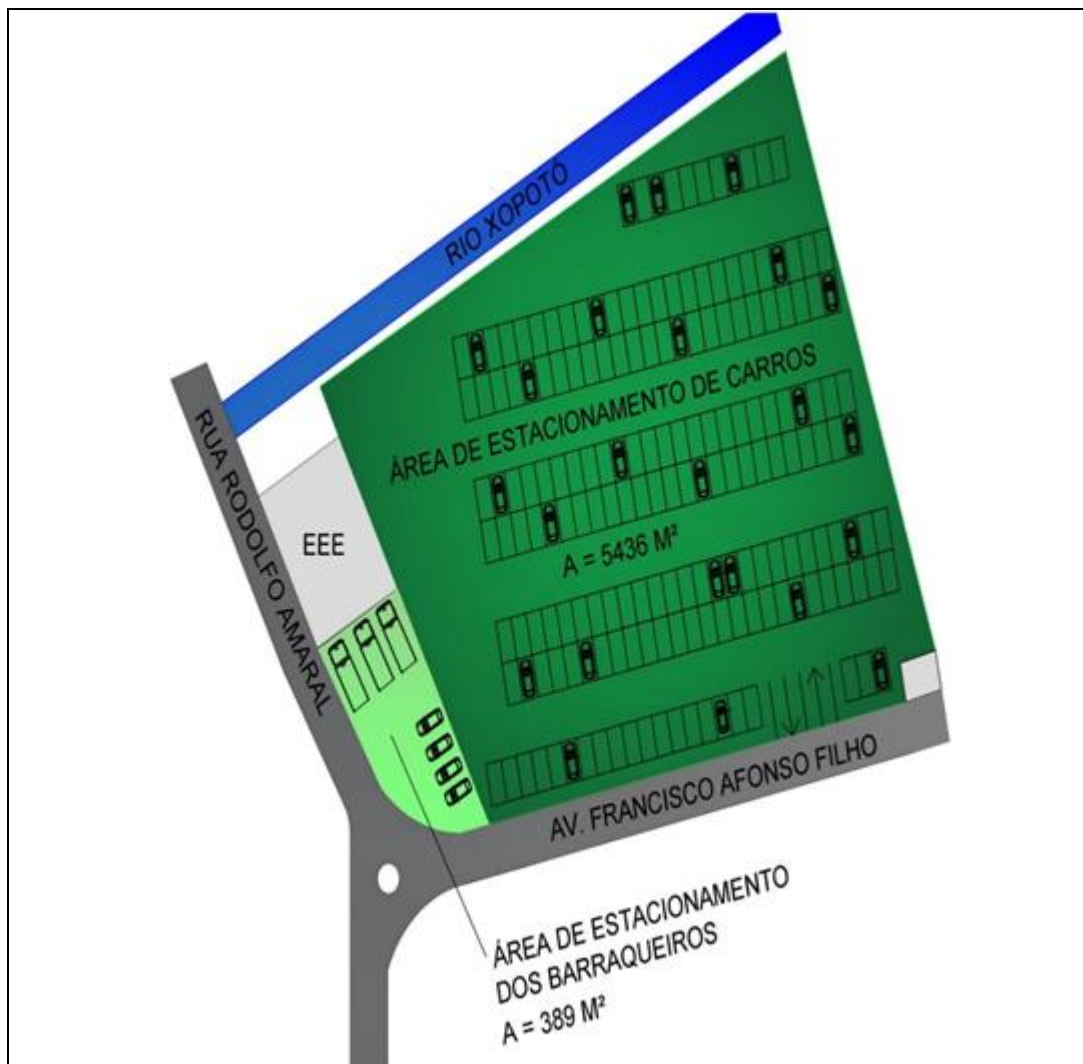 RIO XOPOTÓ
RUA RODOLFO AMARAL
ÁREA DE ESTACIONAMENTO DE CARROS
A = 5436 M²
EEE
AV. FRANCISCO AFONSO FILHO
ÁREA DE ESTACIONAMENTO
DOS BARRAQUEIROS
A = 389 M²